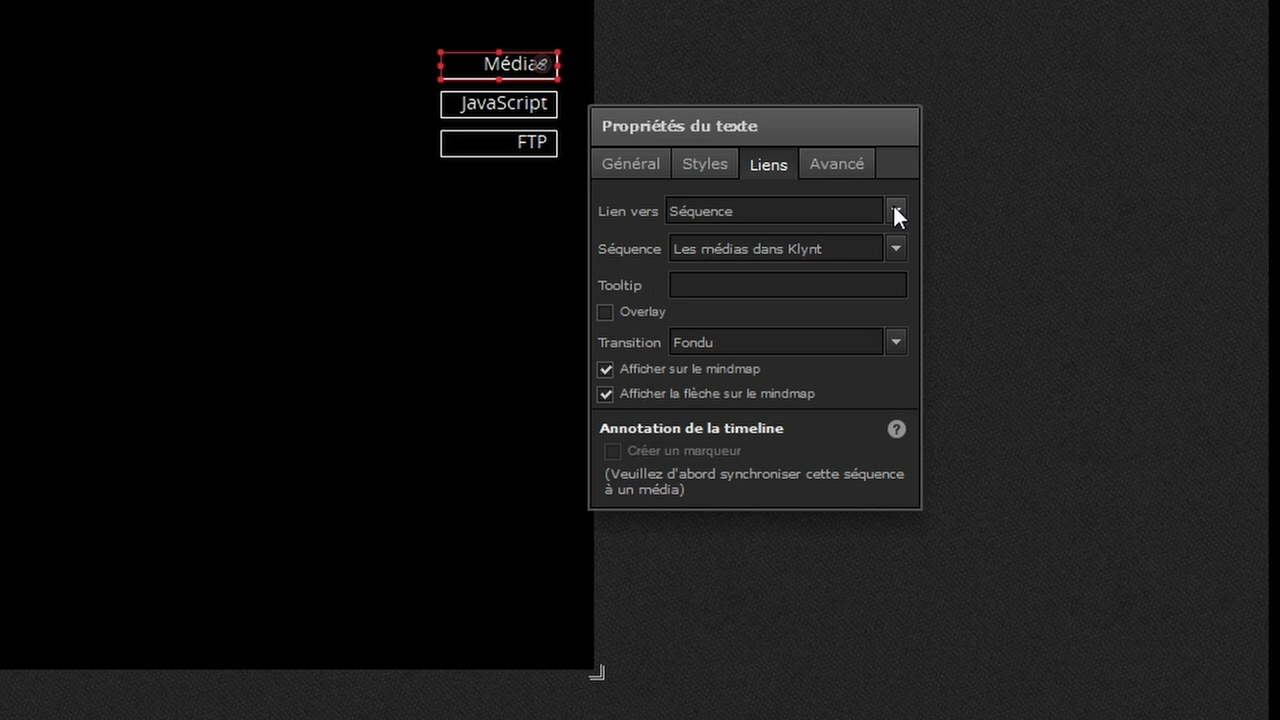 Médias
JavaScript
FTP
Propriétés du texte
Général Styles Liens Avancé
Lien vers Séquence
Séquence Les médias dans Klynt
Tooltip
Overlay
Transition Fondu
Afficher sur le mindmap
Afficher la flèche sur le mindmap
Annotation de la timeline ?
Créer un marqueur
(Veuillez d'abord synchroniser cette séquence
à un média)